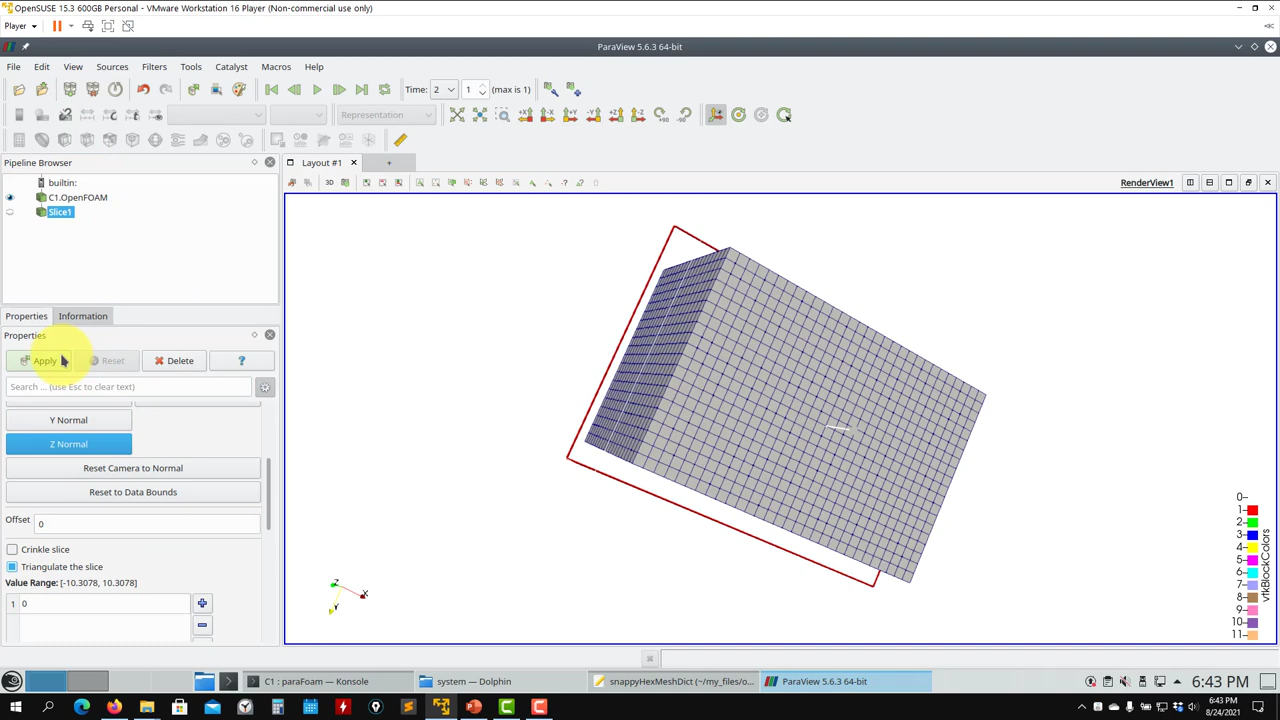 OpenSUSE 15.3 600GB Personal - VMware Workstation 16 Player (Non-commercial use only)
Player
ParaView 5.6.3 64-bit
File Edit View Sources Filters Tools Catalyst Macros Help
Time: 2 1 (max is 1)
Representation
+X -X +Y -Y +Z -Z +90 -90
Pipeline Browser
Layout #1
builtin:
C1.OpenFOAM
Slice1
3D
RenderView1
Properties Information
Properties
Apply Reset Delete ?
Search ... (use Esc to clear text)
Y Normal
Z Normal
Reset Camera to Normal
Reset to Data Bounds
Offset 0
Crinkle slice
Triangulate the slice
Value Range: [-10.3078, 10.3078]
1 0
Z X Y
0
1
2
3
4
5
6
7
8
9
10
11
vtkBlockColors
C1 : paraFoam — Konsole
system — Dolphin
snappyHexMeshDict (~/my_files/o...
ParaView 5.6.3 64-bit
6:43 PM
6:43 PM
8/24/2021